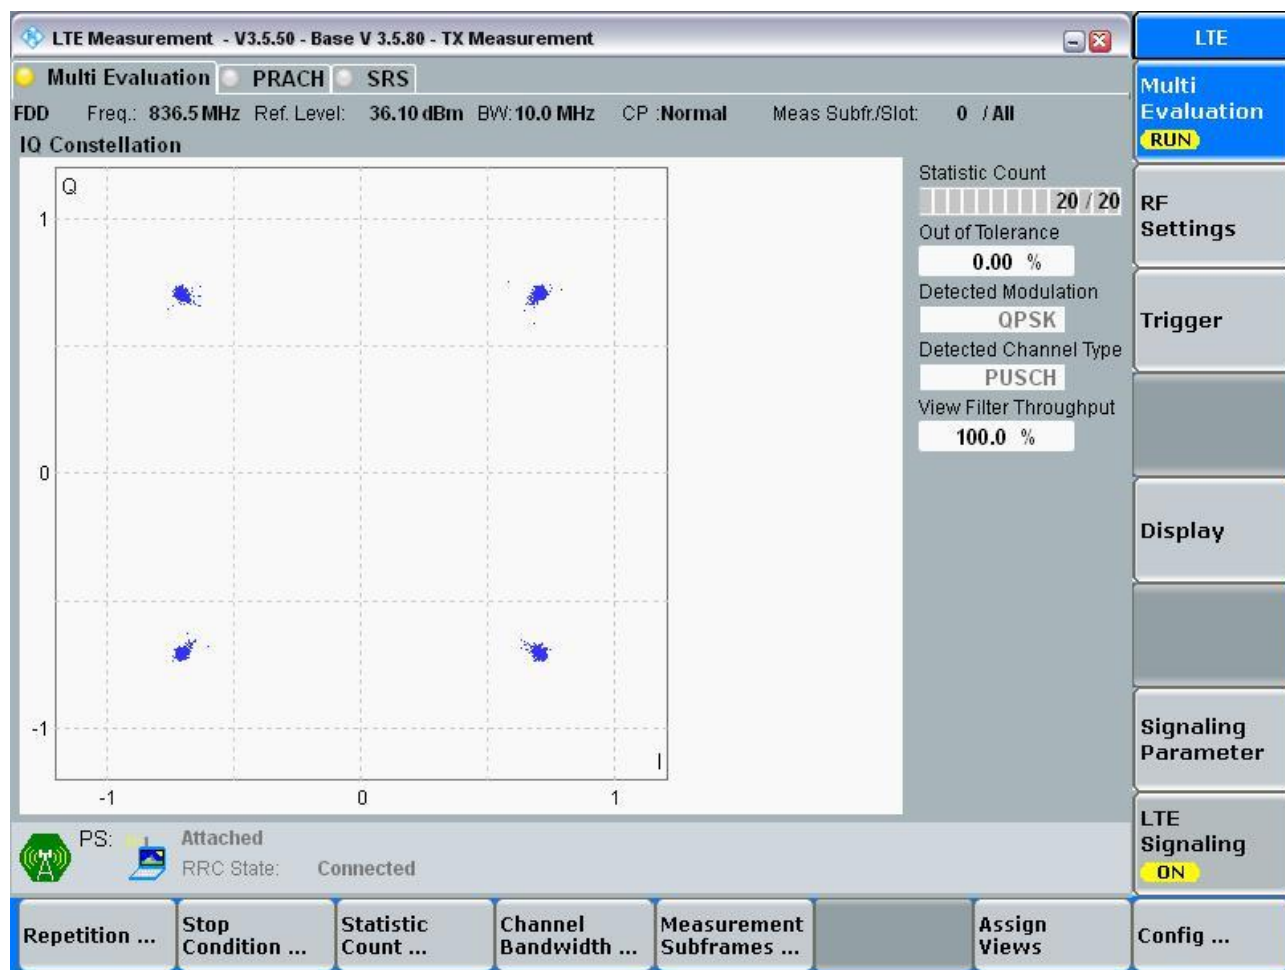 LTE Measurement - V3.5.50 - Base V 3.5.80 - TX Measurement
LTE
Multi Evaluation PRACH SRS
Multi
Evaluation
RUN
FDD Freq.: 836.5 MHz Ref. Level: 36.10 dBm BW: 10.0 MHz CP :Normal Meas Subfr./Slot: 0 / All
IQ Constellation
Q
1
0
-1
I
-1 0 1
Statistic Count
20 / 20
Out of Tolerance
0.00 %
Detected Modulation
QPSK
Detected Channel Type
PUSCH
View Filter Throughput
100.0 %
RF
Settings
Trigger
Display
Signaling
Parameter
LTE
Signaling
ON
PS: Attached
RRC State: Connected
Repetition ...
Stop
Condition ...
Statistic
Count ...
Channel
Bandwidth ...
Measurement
Subframes ...
Assign
Views
Config ...